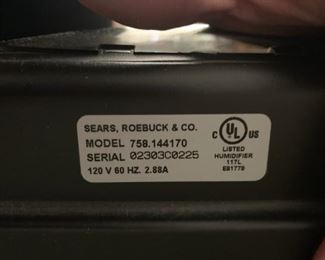 SEARS, ROEBUCK & CO.
MODEL 758.144170
SERIAL 02303C0225
120 V 60 HZ. 2.88A
C UL US
LISTED
HUMIDIFIER
117L
E81779